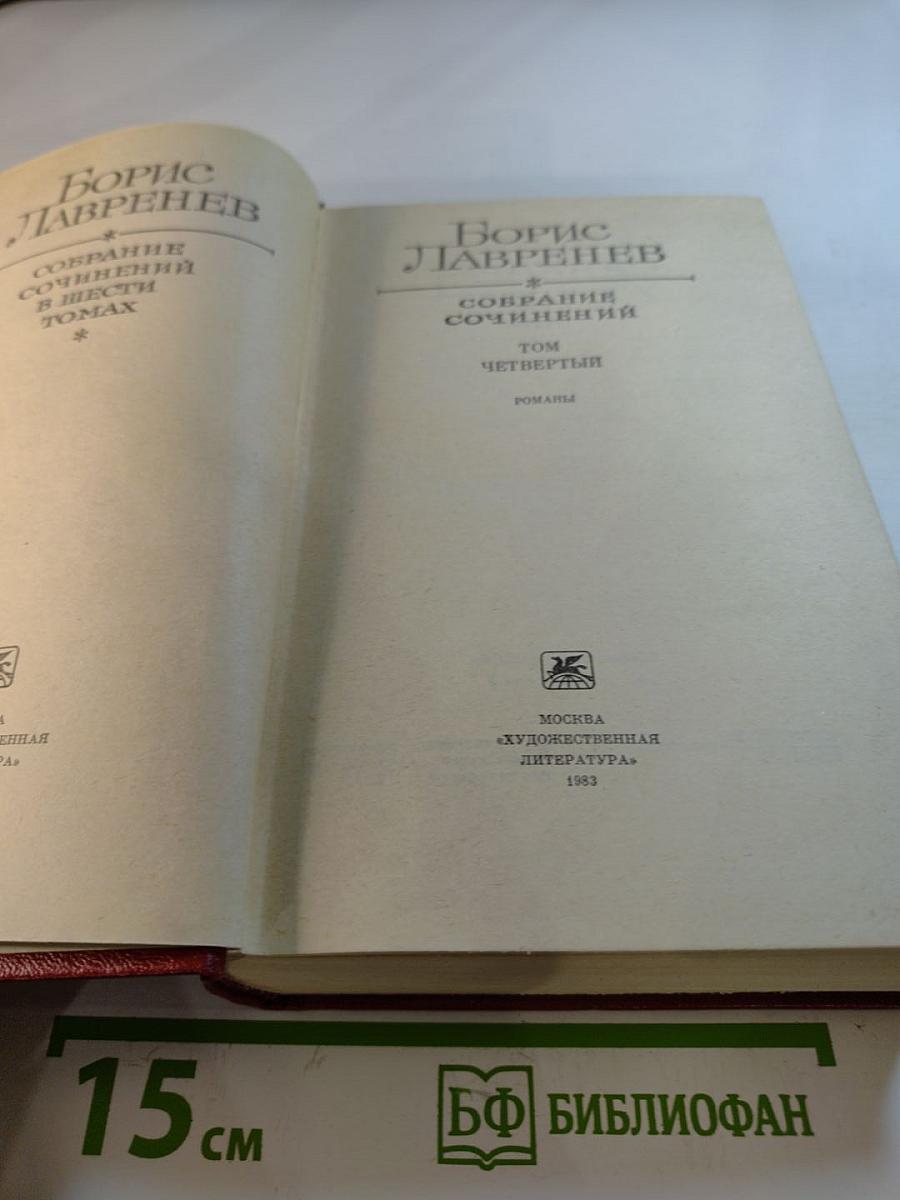 БОРИС
ЛАВРЕНЕВ
СОБРАНИЕ
СОЧИНЕНИЙ
В ШЕСТИ
ТОМАХ
БОРИС
ЛАВРЕНЕВ
СОБРАНИЕ
СОЧИНЕНИЙ
ТОМ
ЧЕТВЕРТЫЙ
РОМАНЫ
МОСКВА
«ХУДОЖЕСТВЕННАЯ
ЛИТЕРАТУРА»
1983
15 см
БФ БИБЛИОФАН